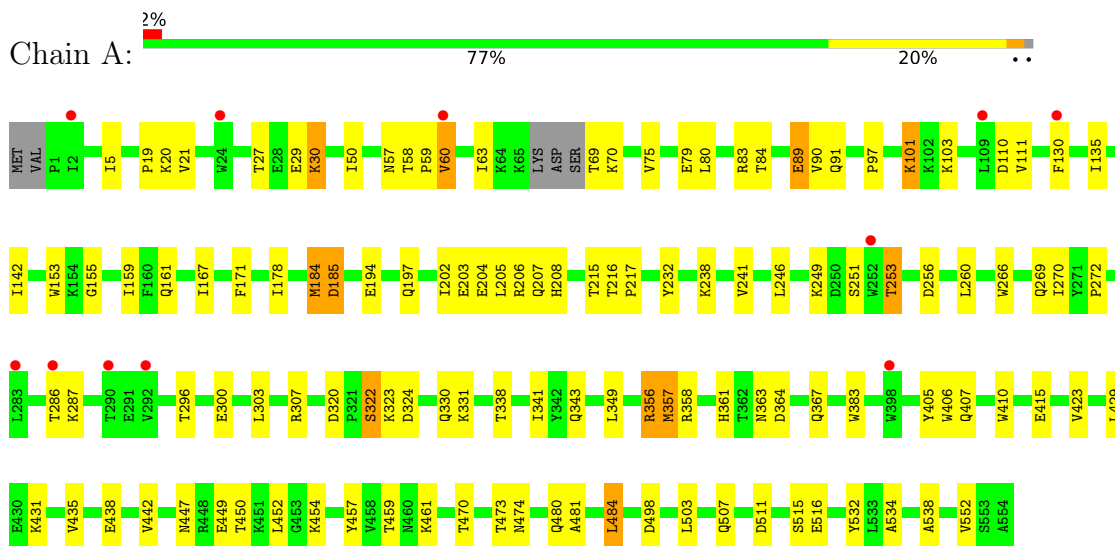 2%
Chain A:
77% 20% ..
MET VAL P1 I2 I5 P19 K20 V21 W24 T27 E28 E29 K30 I50 N57 T58 P59 V60 I63 K64 K65 LYS ASP SER T69 K70 V75 E79 L80 R83 T84 E89 V90 Q91 P97 K101 K102 K103 L109 D110 V111 F130 I135
I142 W153 K154 G155 I159 F160 Q161 I167 F171 I178 M184 D185 E194 Q197 I202 E203 E204 L205 R206 Q207 H208 T215 T216 P217 Y232 K238 V241 L246 K249 D250 S251 W252 T253 D256 L260 W266 Q269 I270 Y271 P272
L283 T286 K287 T290 E291 V292 T296 E300 L303 R307 D320 P321 S322 K323 D324 Q330 K331 T338 I341 Y342 Q343 L349 R356 M357 R358 H361 T362 N363 D364 Q367 W383 W398 Y405 W406 Q407 W410 E415 V423
E430 K431 V435 E438 V442 N447 R448 E449 T450 K451 L452 G453 K454 Y457 V458 T459 N460 K461 T470 T473 N474 Q480 A481 L484 D498 L503 Q507 D511 S515 E516 Y532 L533 A534 A538 V552 S553 A554